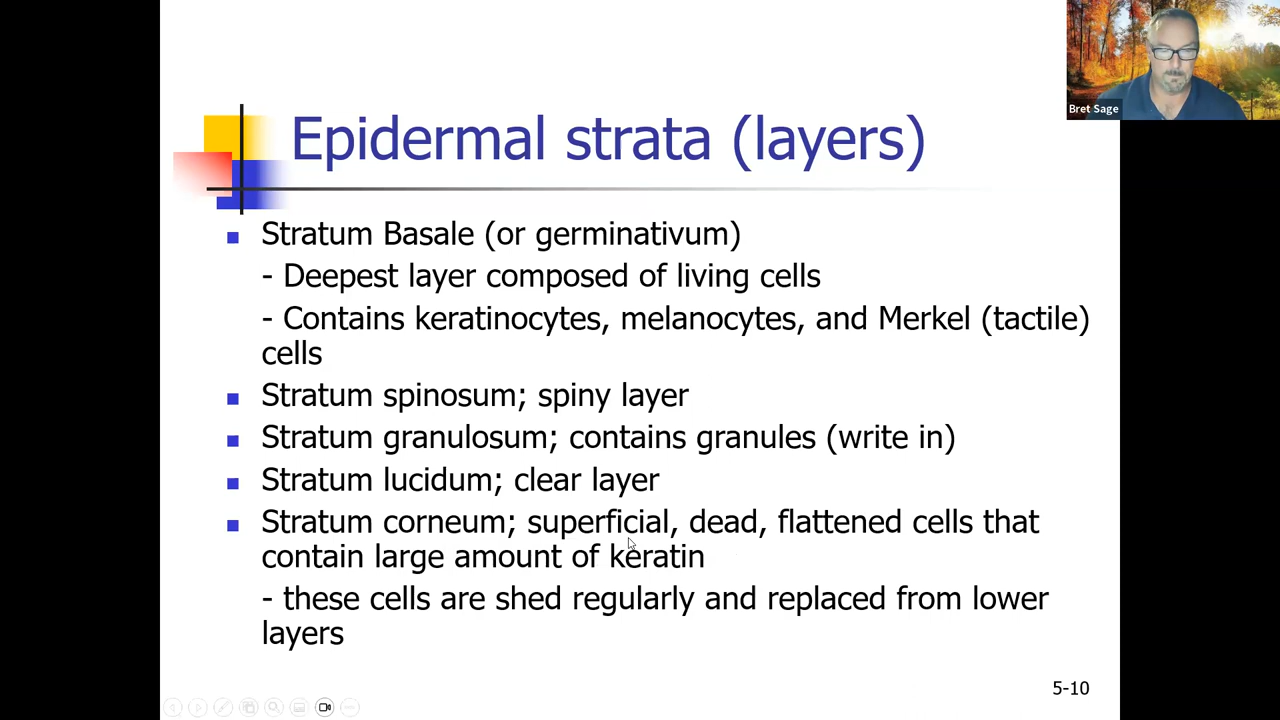 Bret Sage
Epidermal strata (layers)
Stratum Basale (or germinativum)
- Deepest layer composed of living cells
- Contains keratinocytes, melanocytes, and Merkel (tactile)
cells
Stratum spinosum; spiny layer
Stratum granulosum; contains granules (write in)
Stratum lucidum; clear layer
Stratum corneum; superficial, dead, flattened cells that
contain large amount of keratin
- these cells are shed regularly and replaced from lower
layers
5-10